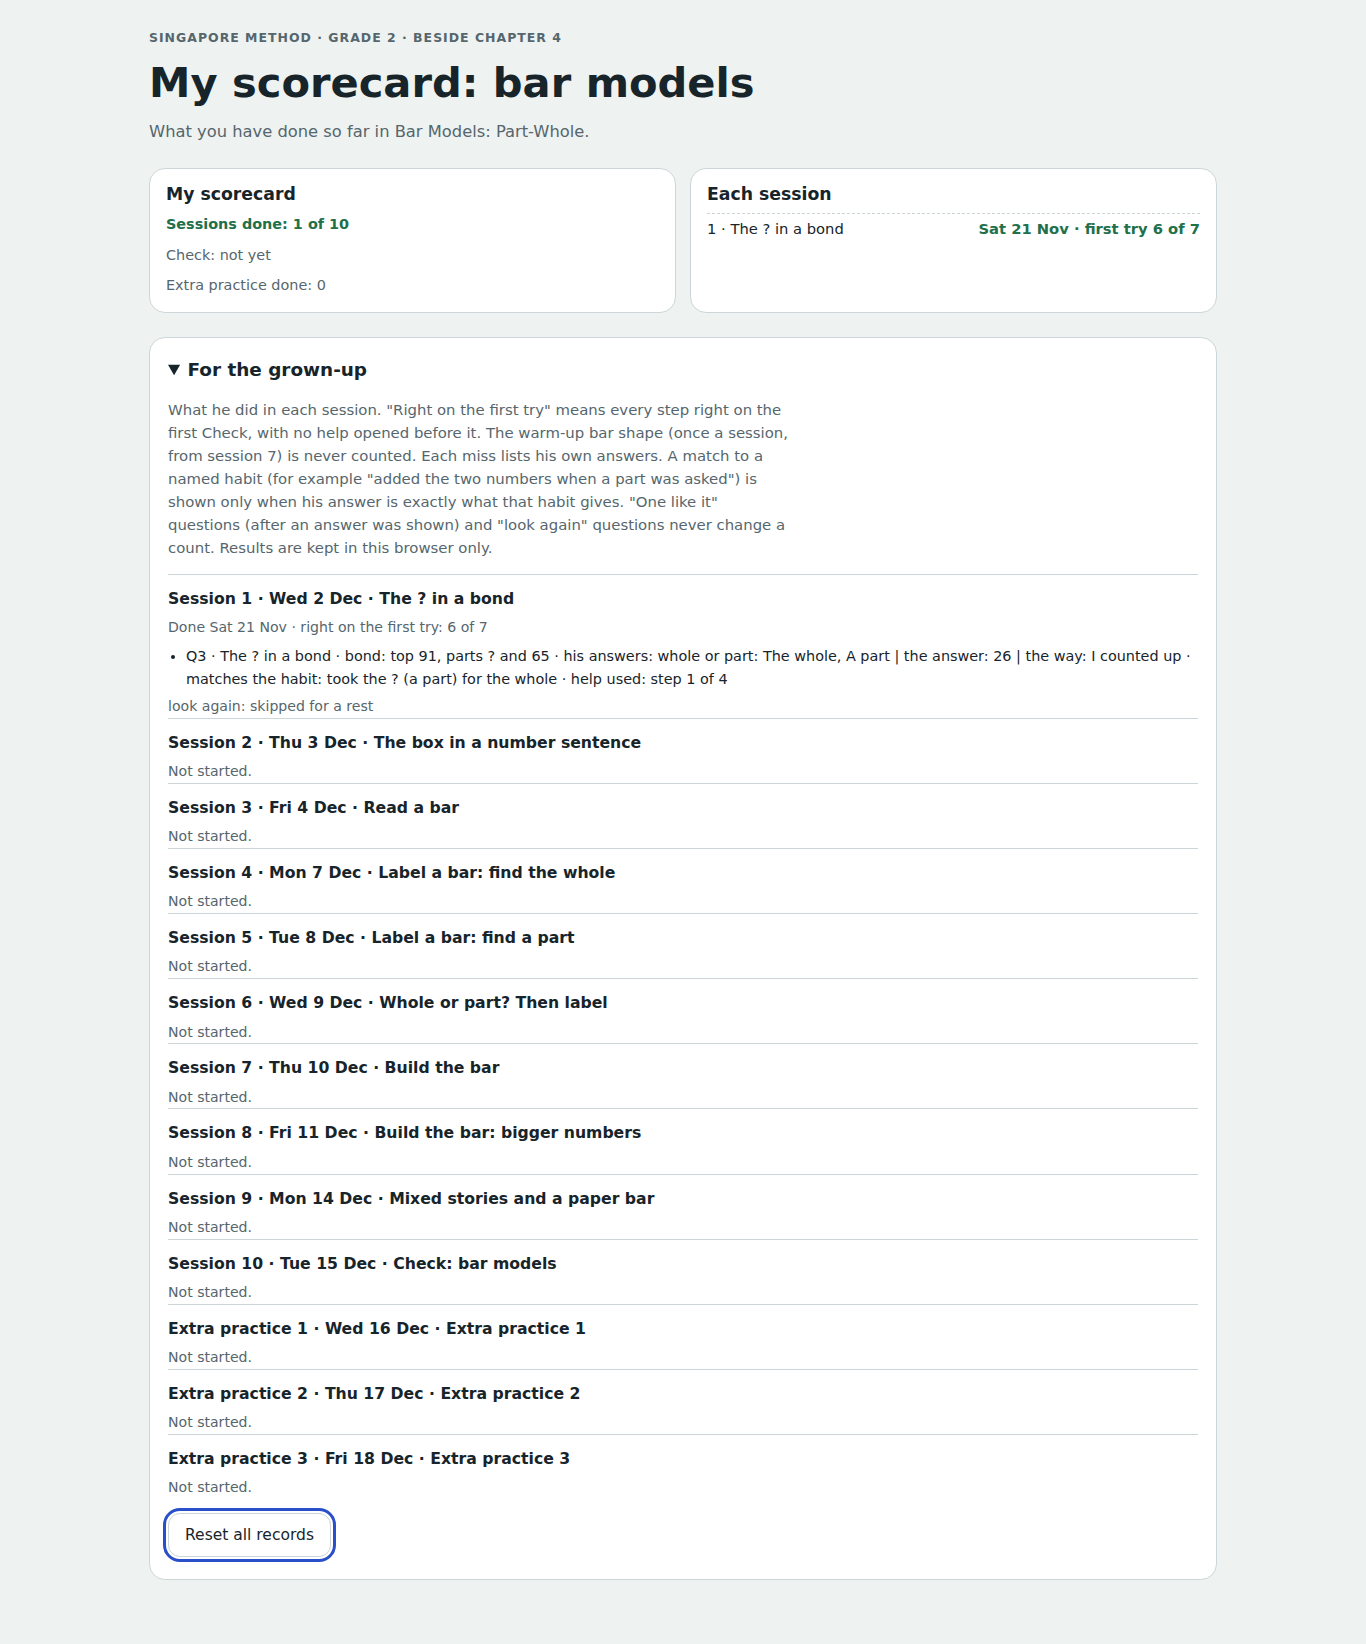 SINGAPORE METHOD · GRADE 2 · BESIDE CHAPTER 4
My scorecard: bar models
What you have done so far in Bar Models: Part-Whole.
My scorecard
Sessions done: 1 of 10
Check: not yet
Extra practice done: 0
Each session
1 · The ? in a bond
Sat 21 Nov · first try 6 of 7
For the grown-up
What he did in each session. "Right on the first try" means every step right on the
first Check, with no help opened before it. The warm-up bar shape (once a session,
from session 7) is never counted. Each miss lists his own answers. A match to a
named habit (for example "added the two numbers when a part was asked") is
shown only when his answer is exactly what that habit gives. "One like it"
questions (after an answer was shown) and "look again" questions never change a
count. Results are kept in this browser only.
Session 1 · Wed 2 Dec · The ? in a bond
Done Sat 21 Nov · right on the first try: 6 of 7
• Q3 · The ? in a bond · bond: top 91, parts ? and 65 · his answers: whole or part: The whole, A part | the answer: 26 | the way: I counted up ·
matches the habit: took the ? (a part) for the whole · help used: step 1 of 4
look again: skipped for a rest
Session 2 · Thu 3 Dec · The box in a number sentence
Not started.
Session 3 · Fri 4 Dec · Read a bar
Not started.
Session 4 · Mon 7 Dec · Label a bar: find the whole
Not started.
Session 5 · Tue 8 Dec · Label a bar: find a part
Not started.
Session 6 · Wed 9 Dec · Whole or part? Then label
Not started.
Session 7 · Thu 10 Dec · Build the bar
Not started.
Session 8 · Fri 11 Dec · Build the bar: bigger numbers
Not started.
Session 9 · Mon 14 Dec · Mixed stories and a paper bar
Not started.
Session 10 · Tue 15 Dec · Check: bar models
Not started.
Extra practice 1 · Wed 16 Dec · Extra practice 1
Not started.
Extra practice 2 · Thu 17 Dec · Extra practice 2
Not started.
Extra practice 3 · Fri 18 Dec · Extra practice 3
Not started.
Reset all records